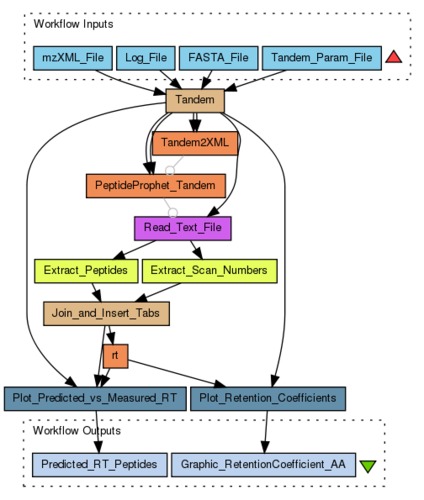 Workflow Inputs
mzXML_File
Log_File
FASTA_File
Tandem_Param_File
Tandem
Tandem2XML
PeptideProphet_Tandem
Read_Text_File
Extract_Peptides
Extract_Scan_Numbers
Join_and_Insert_Tabs
rt
Plot_Predicted_vs_Measured_RT
Plot_Retention_Coefficients
Workflow Outputs
Predicted_RT_Peptides
Graphic_RetentionCoefficient_AA